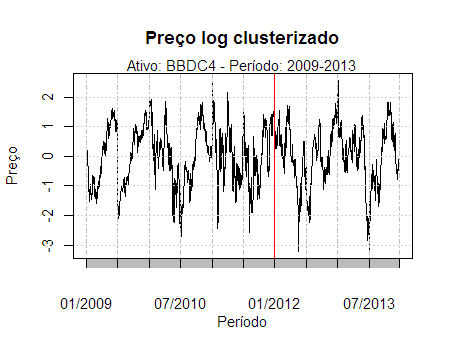 Preço log clusterizado
Ativo: BBDC4 - Período: 2009-2013
Preço
2
1
0
-1
-2
-3
01/2009 07/2010 01/2012 07/2013
Período